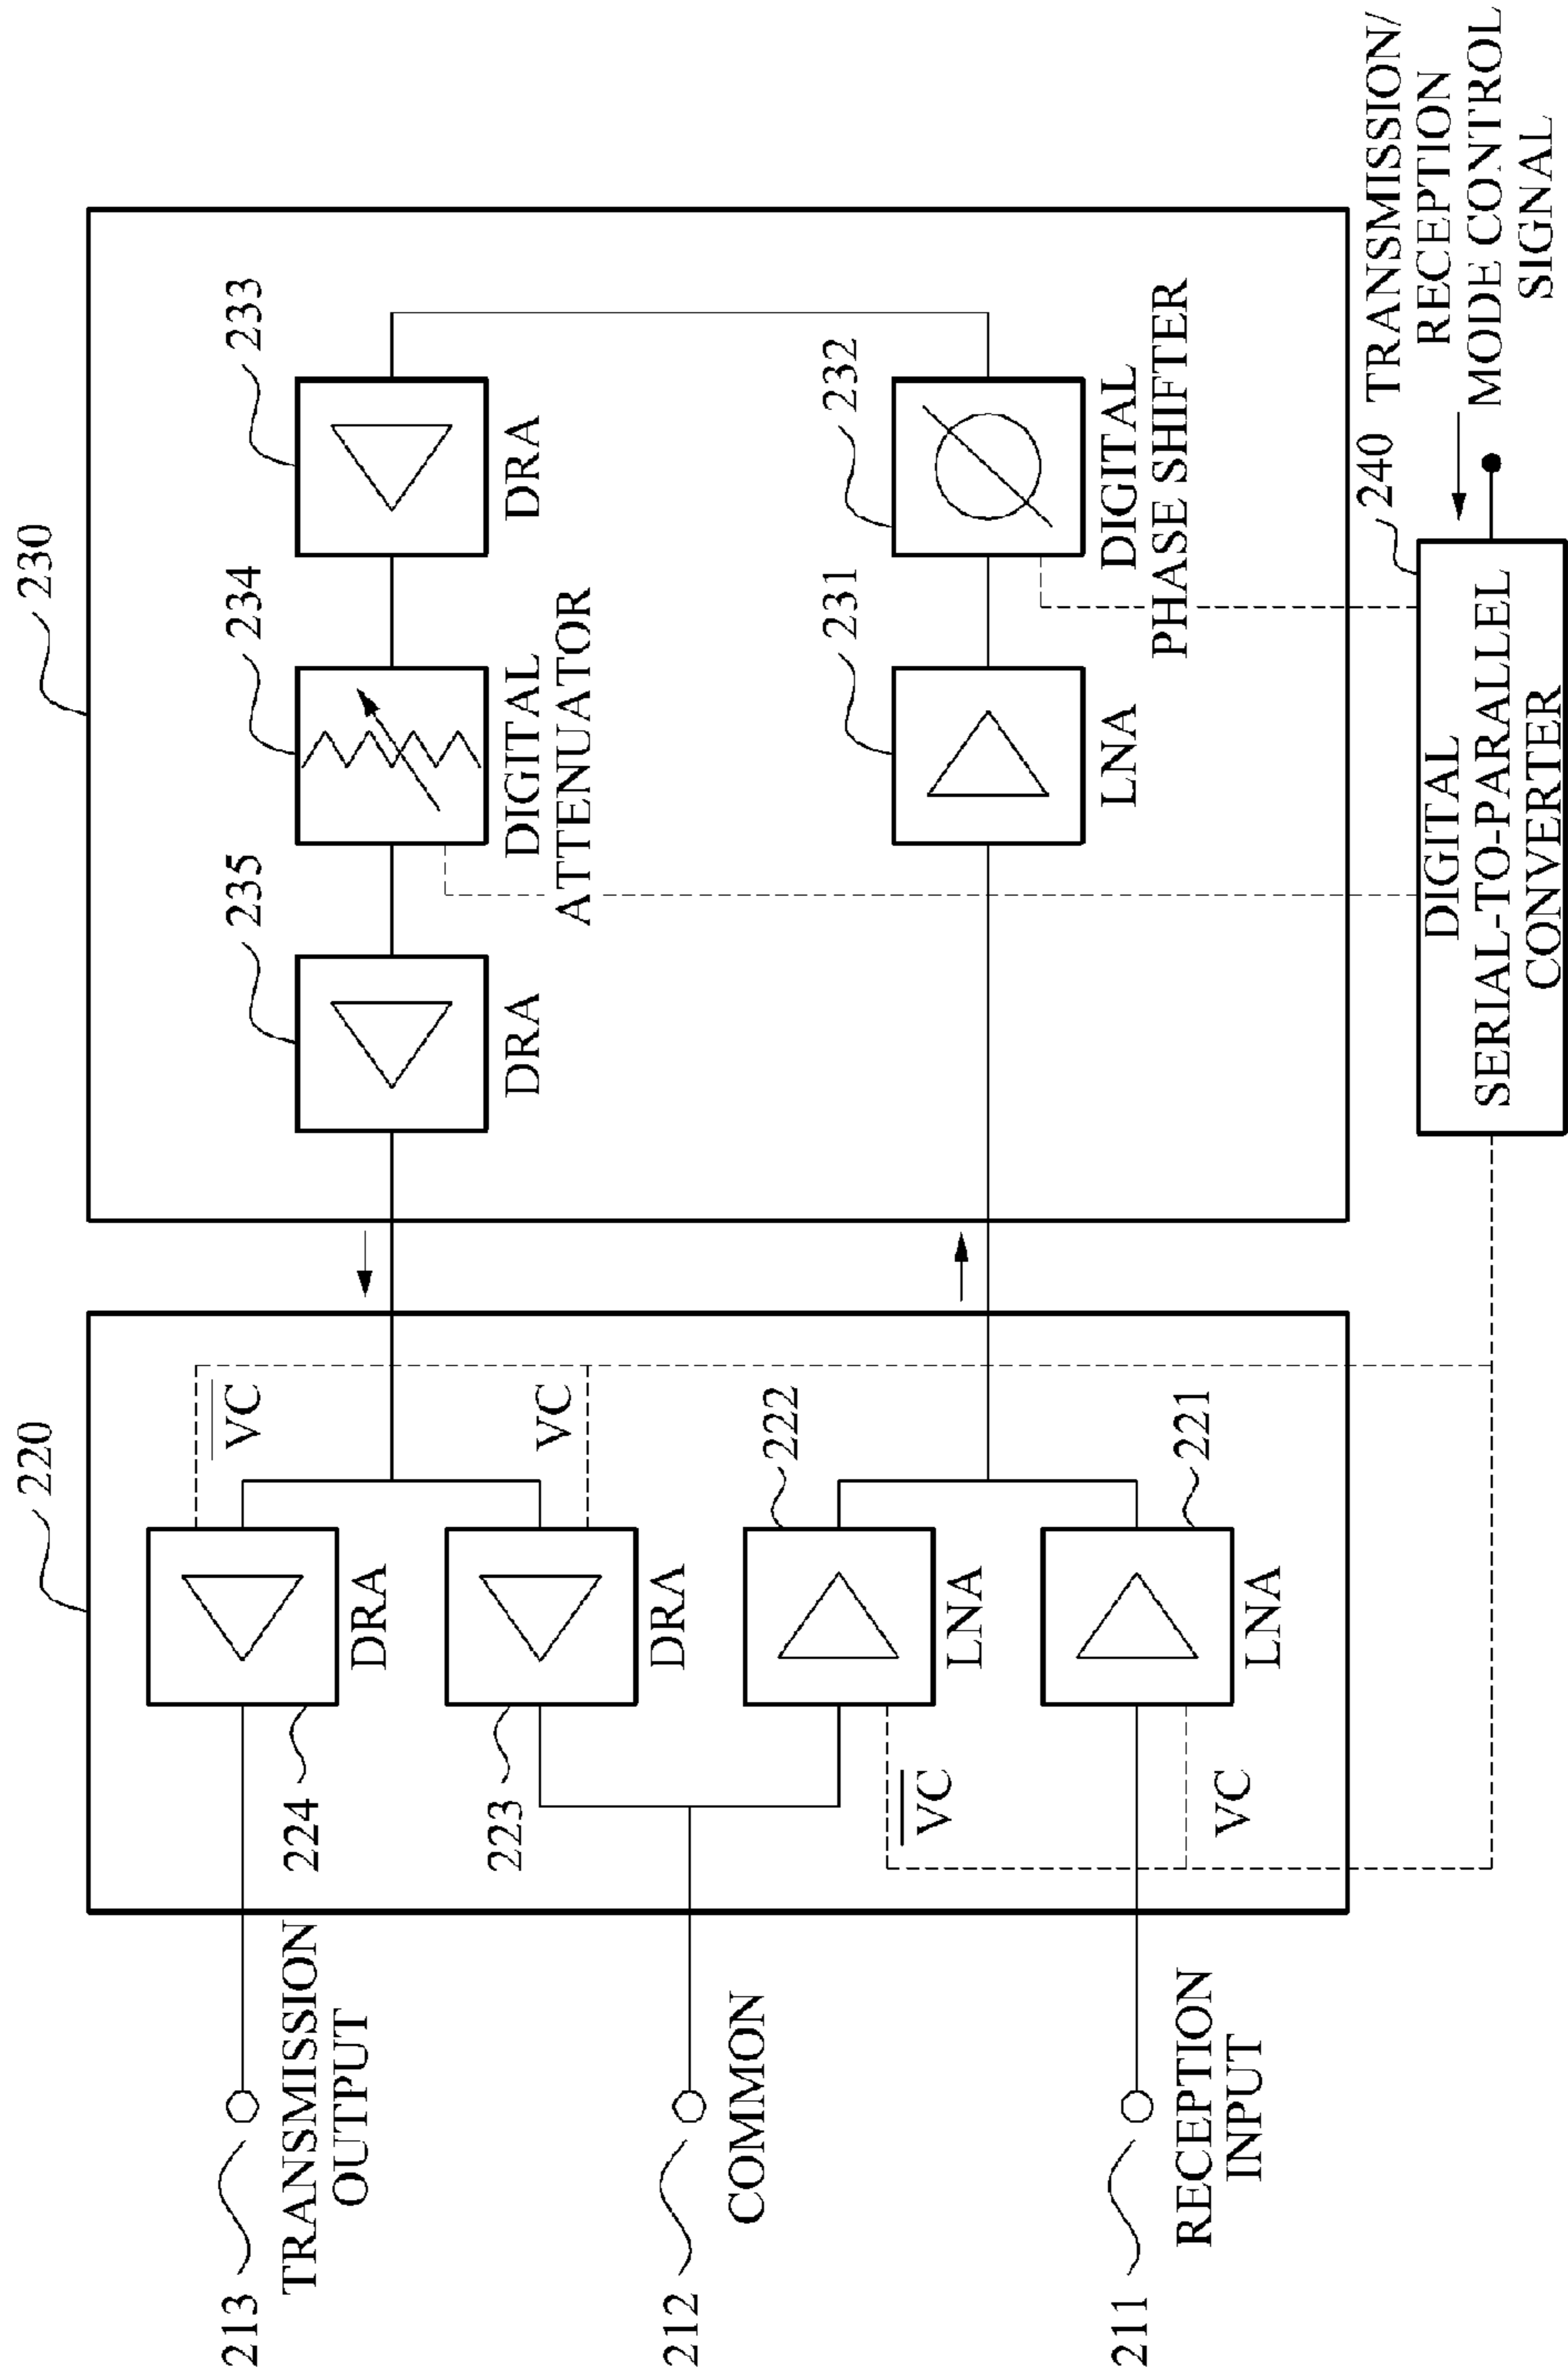 220
230
213
TRANSMISSION
OUTPUT
224
DRA
V̅C̅
235
DRA
234
DIGITAL
ATTENUATOR
233
DRA
212
COMMON
223
DRA
VC
222
LNA
V̅C̅
231
LNA
232
DIGITAL
PHASE SHIFTER
211
RECEPTION
INPUT
221
LNA
VC
240
DIGITAL
SERIAL-TO-PARALLEL
CONVERTER
TRANSMISSION/
RECEPTION
MODE CONTROL
SIGNAL